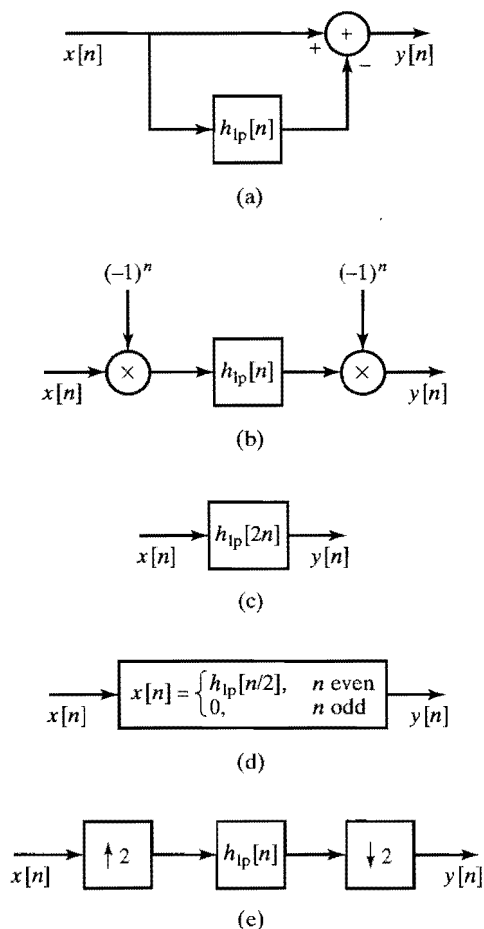 +
x[n] + − y[n]
h_lp[n]
(a)
(−1)^n (−1)^n
× h_lp[n] ×
x[n] y[n]
(b)
h_lp[2n]
x[n] y[n]
(c)
x[n] = { h_lp[n/2], n even
0, n odd
x[n] y[n]
(d)
↑ 2 h_lp[n] ↓ 2
x[n] y[n]
(e)